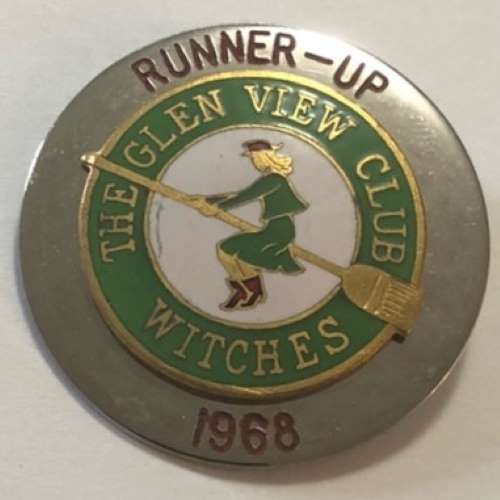 RUNNER-UP
THE GLEN VIEW CLUB
WITCHES
1968